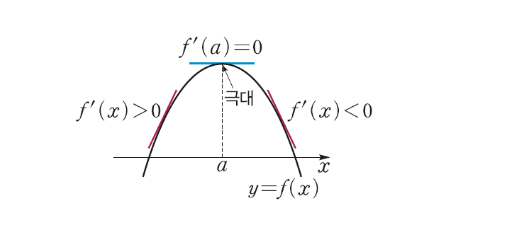 f′(a)=0
극대
f′(x)>0
f′(x)<0
a
x
y=f(x)